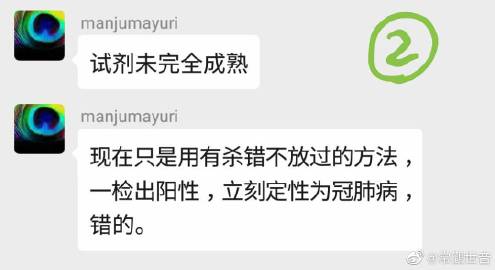 manjumayuri
②
试剂未完全成熟
manjumayuri
现在只是用有杀错不放过的方法，
一检出阳性，立刻定性为冠肺病，
错的。
@常观世音